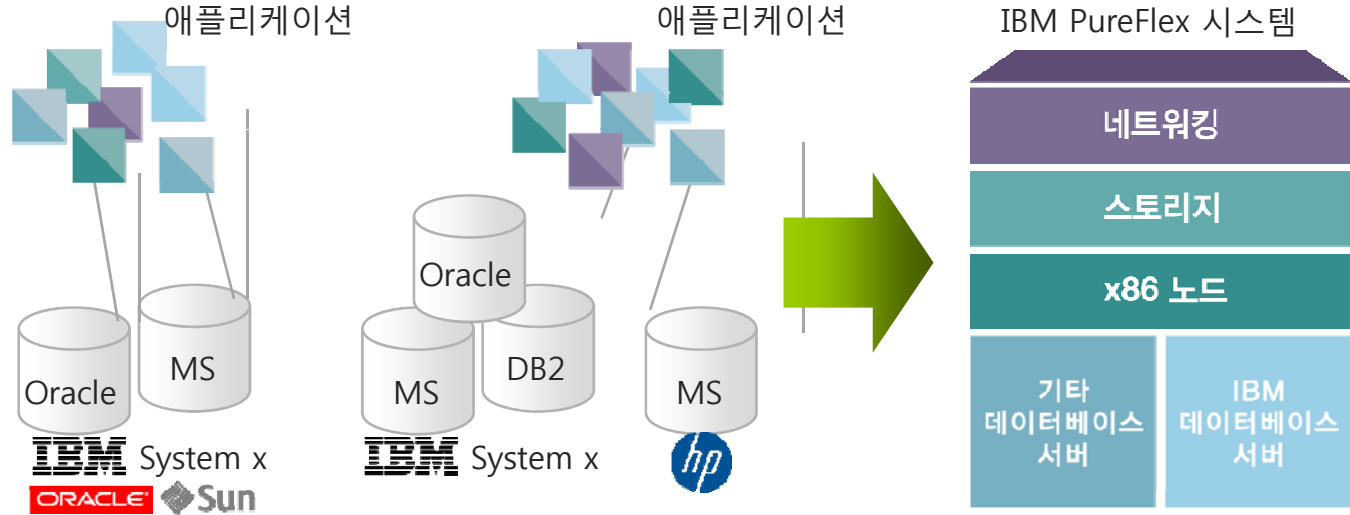 애플리케이션
애플리케이션
IBM PureFlex 시스템
네트워킹
스토리지
x86 노드
기타
데이터베이스
서버
IBM
데이터베이스
서버
Oracle
MS
Oracle
MS
DB2
MS
IBM System x
ORACLE Sun
IBM System x
hp